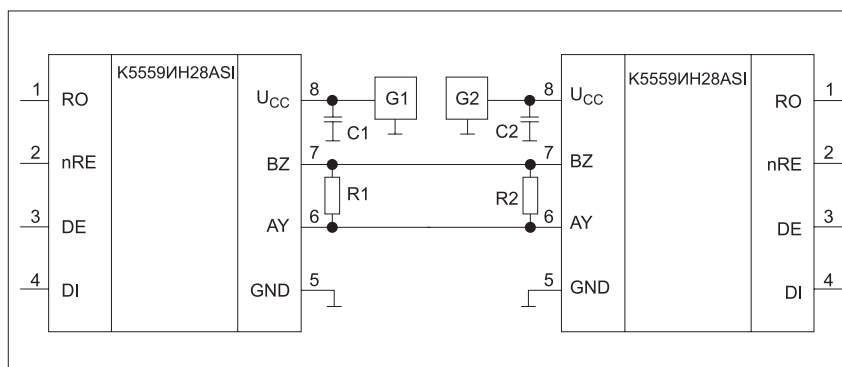 K5559ИН28ASI
K5559ИН28ASI
1
RO
2
nRE
3
DE
4
DI
U_CC
8
G1
C1
BZ
7
R1
AY
6
GND
5
G2
C2
8
U_CC
7
BZ
R2
6
AY
5
GND
RO
1
nRE
2
DE
3
DI
4